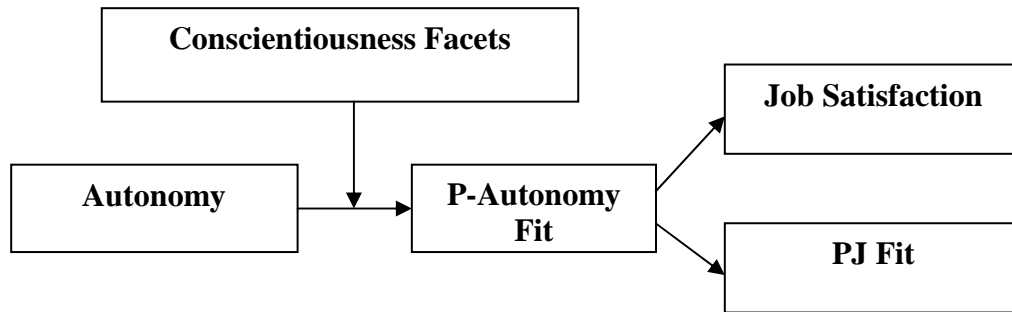 Conscientiousness Facets
Job Satisfaction
Autonomy
P-Autonomy
Fit
PJ Fit